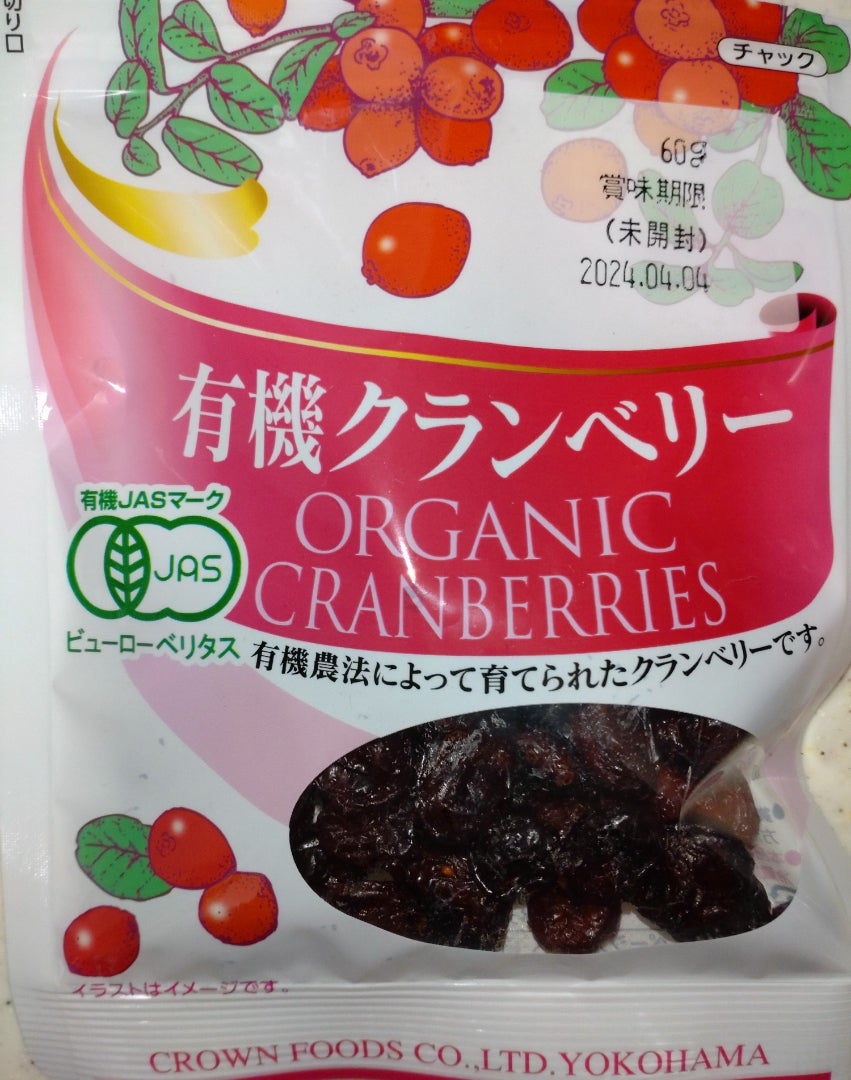 切り口
チャック
60g
賞味期限
(未開封)
2024.04.04
有機クランベリー
ORGANIC
CRANBERRIES
有機JASマーク
JAS
ビューローベリタス
有機農法によって育てられたクランベリーです。
イラストはイメージです。
CROWN FOODS CO.,LTD.YOKOHAMA